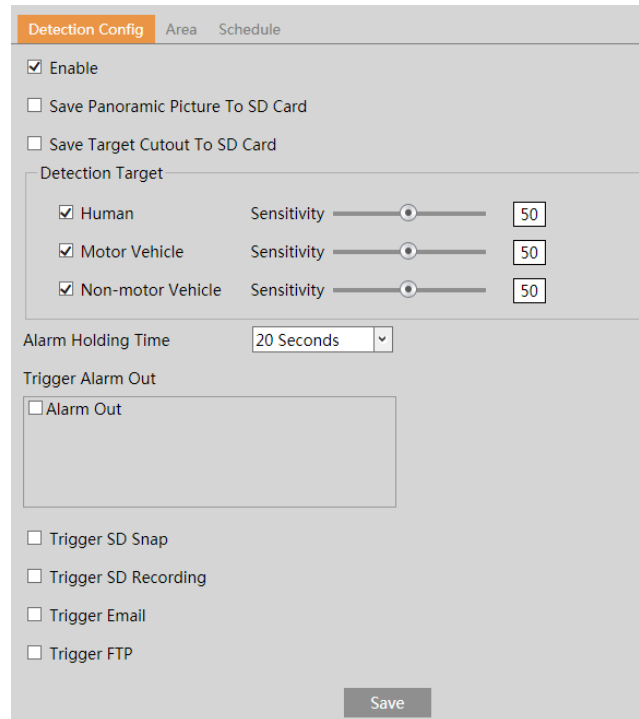 Detection Config Area Schedule
Enable
Save Panoramic Picture To SD Card
Save Target Cutout To SD Card
Detection Target
Human Sensitivity 50
Motor Vehicle Sensitivity 50
Non-motor Vehicle Sensitivity 50
Alarm Holding Time 20 Seconds
Trigger Alarm Out
Alarm Out
Trigger SD Snap
Trigger SD Recording
Trigger Email
Trigger FTP
Save